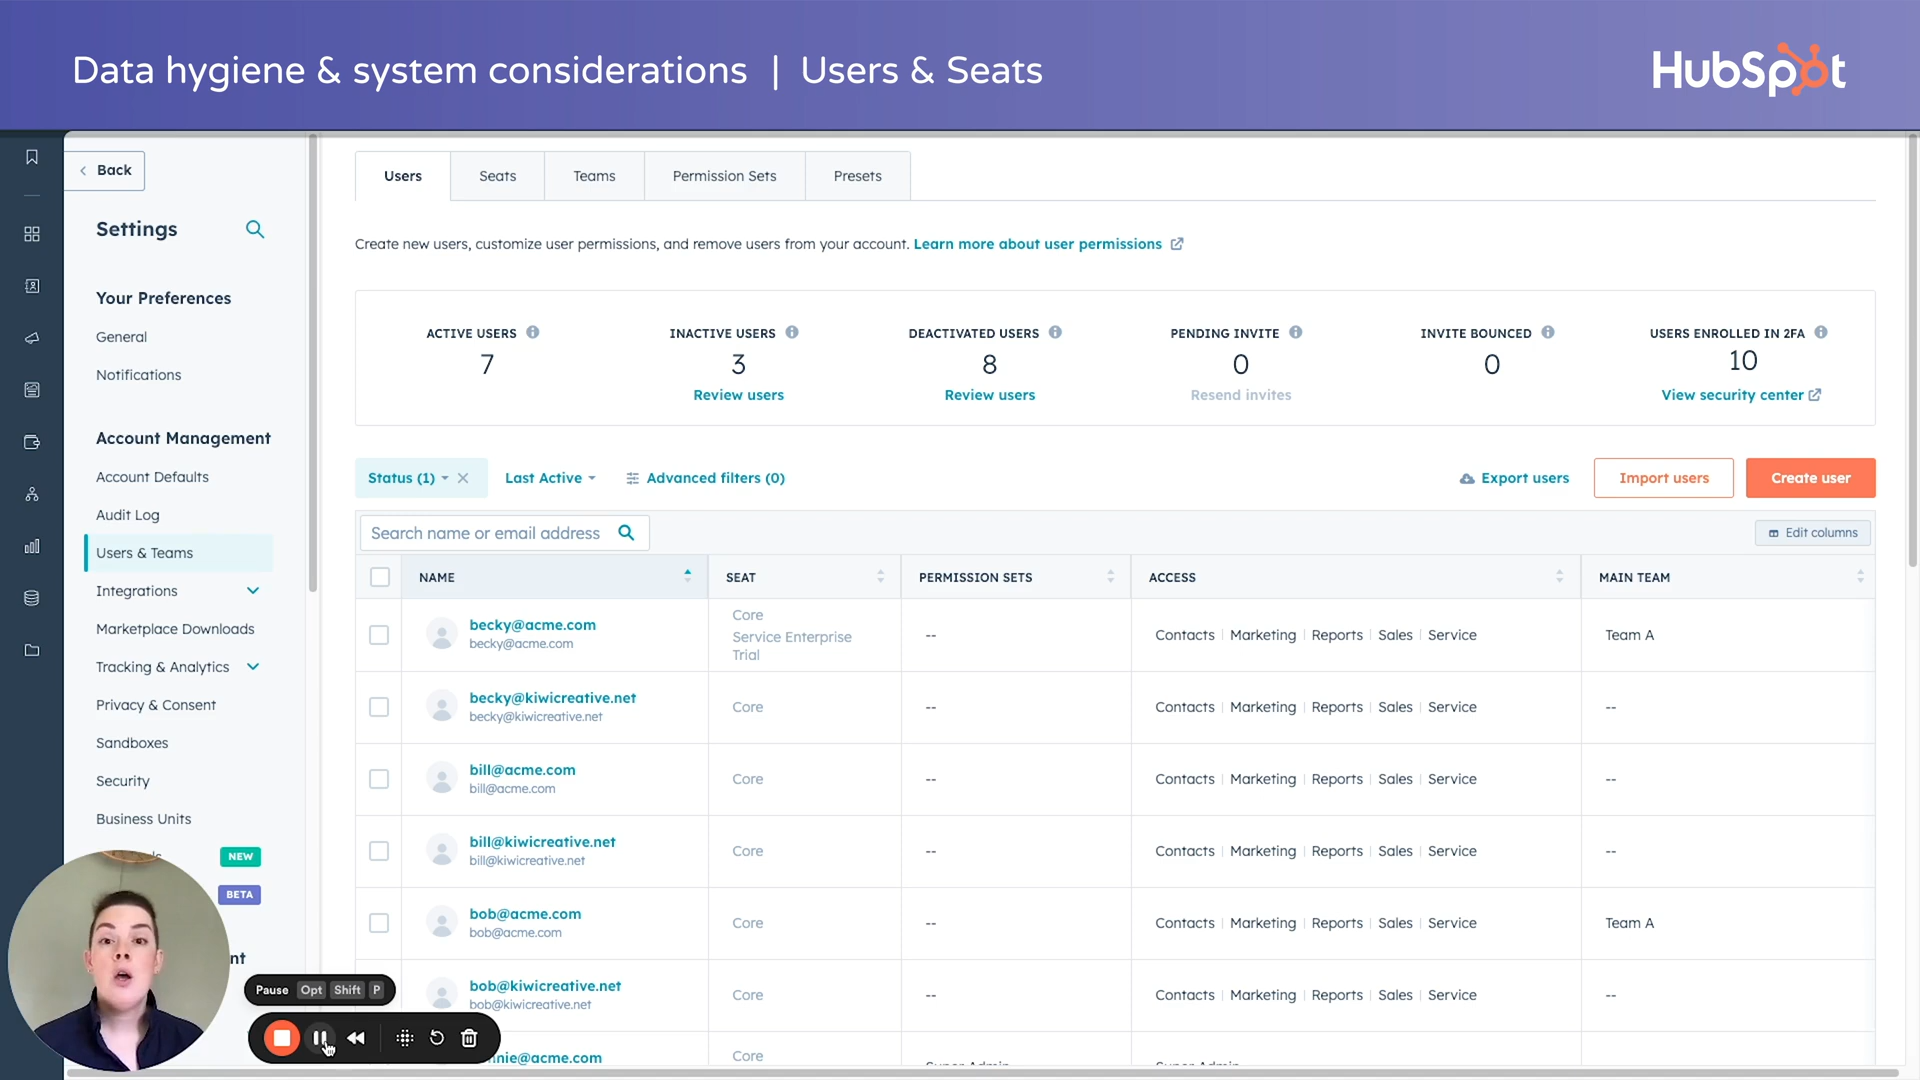 Data hygiene & system considerations | Users & Seats
HubSpot
Back
Settings
Your Preferences
General
Notifications
Account Management
Account Defaults
Audit Log
Users & Teams
Integrations
Marketplace Downloads
Tracking & Analytics
Privacy & Consent
Sandboxes
Security
Business Units
NEW
BETA
nt
Users
Seats
Teams
Permission Sets
Presets
Create new users, customize user permissions, and remove users from your account. Learn more about user permissions
ACTIVE USERS
7
INACTIVE USERS
3
Review users
DEACTIVATED USERS
8
Review users
PENDING INVITE
0
Resend invites
INVITE BOUNCED
0
USERS ENROLLED IN 2FA
10
View security center
Status (1)
Last Active
Advanced filters (0)
Export users
Import users
Create user
Search name or email address
Edit columns
NAME
SEAT
PERMISSION SETS
ACCESS
MAIN TEAM
becky@acme.com
becky@acme.com
Core
Service Enterprise
Trial
--
Contacts | Marketing | Reports | Sales | Service
Team A
becky@kiwicreative.net
becky@kiwicreative.net
Core
--
Contacts | Marketing | Reports | Sales | Service
--
bill@acme.com
bill@acme.com
Core
--
Contacts | Marketing | Reports | Sales | Service
--
bill@kiwicreative.net
bill@kiwicreative.net
Core
--
Contacts | Marketing | Reports | Sales | Service
--
bob@acme.com
bob@acme.com
Core
--
Contacts | Marketing | Reports | Sales | Service
Team A
bob@kiwicreative.net
bob@kiwicreative.net
Core
--
Contacts | Marketing | Reports | Sales | Service
--
nnie@acme.com
Core
Super Admin
Super Admin
Pause Opt Shift P